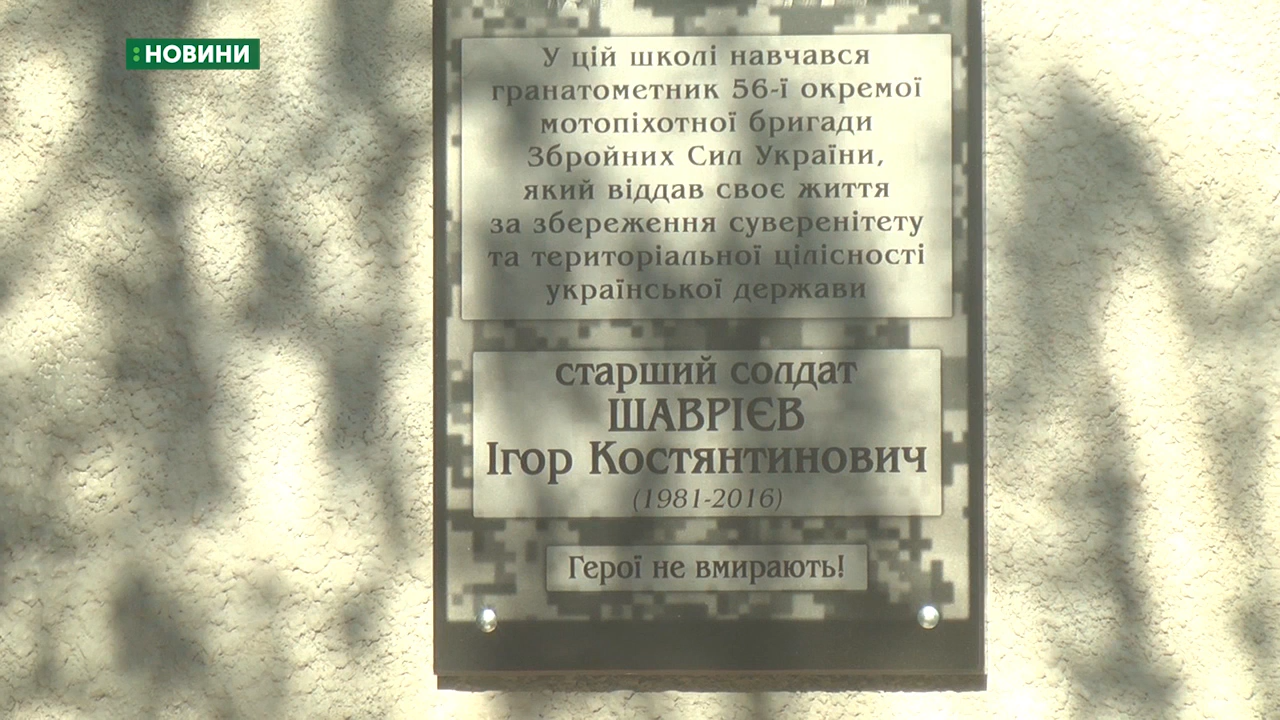 :НОВИНИ
У цій школі навчався
гранатометник 56-ї окремої
мотопіхотної бригади
Збройних Сил України,
який віддав своє життя
за збереження суверенітету
та територіальної цілісності
української держави
старший солдат
ШАВРІЄВ
Ігор Костянтинович
(1981-2016)
Герої не вмирають!